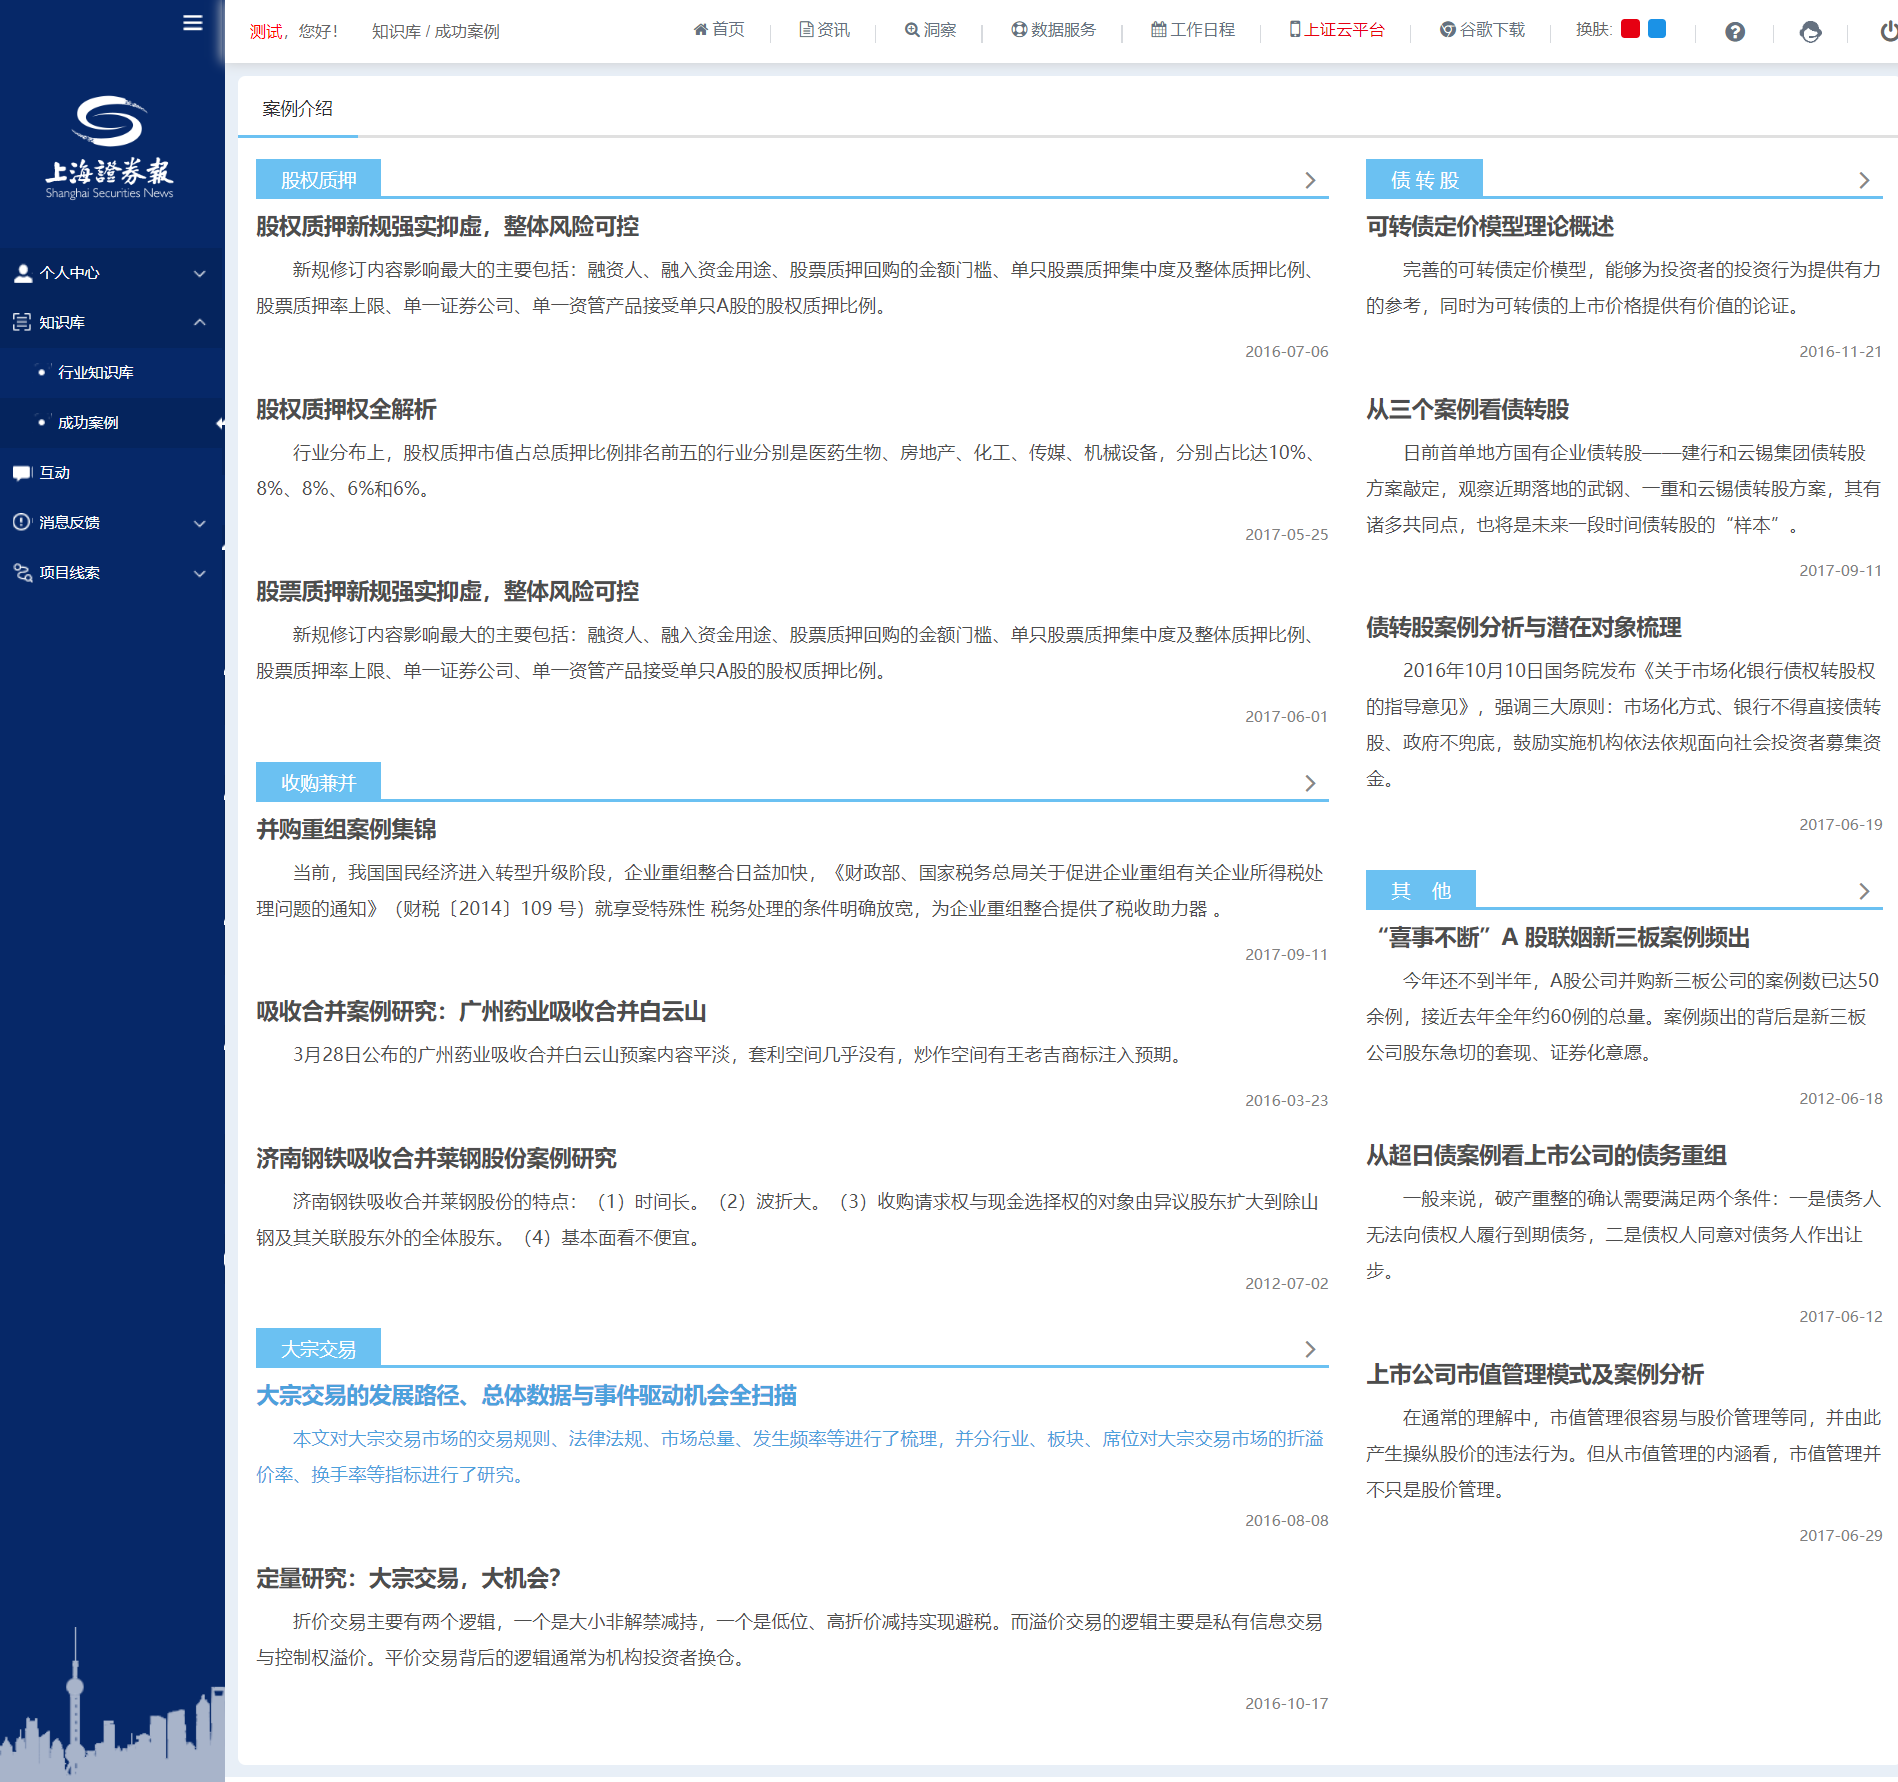 测试，您好！
知识库 / 成功案例
首页
资讯
洞察
数据服务
工作日程
上证云平台
谷歌下载
换肤:
上海證券報
Shanghai Securities News
个人中心
知识库
行业知识库
成功案例
互动
消息反馈
项目线索
案例介绍
股权质押
股权质押新规强实抑虚，整体风险可控
新规修订内容影响最大的主要包括：融资人、融入资金用途、股票质押回购的金额门槛、单只股票质押集中度及整体质押比例、
股票质押率上限、单一证券公司、单一资管产品接受单只A股的股权质押比例。
2016-07-06
股权质押权全解析
行业分布上，股权质押市值占总质押比例排名前五的行业分别是医药生物、房地产、化工、传媒、机械设备，分别占比达10%、
8%、8%、6%和6%。
2017-05-25
股票质押新规强实抑虚，整体风险可控
新规修订内容影响最大的主要包括：融资人、融入资金用途、股票质押回购的金额门槛、单只股票质押集中度及整体质押比例、
股票质押率上限、单一证券公司、单一资管产品接受单只A股的股权质押比例。
2017-06-01
收购兼并
并购重组案例集锦
当前，我国国民经济进入转型升级阶段，企业重组整合日益加快，《财政部、国家税务总局关于促进企业重组有关企业所得税处
理问题的通知》（财税〔2014〕109 号）就享受特殊性 税务处理的条件明确放宽，为企业重组整合提供了税收助力器 。
2017-09-11
吸收合并案例研究：广州药业吸收合并白云山
3月28日公布的广州药业吸收合并白云山预案内容平淡，套利空间几乎没有，炒作空间有王老吉商标注入预期。
2016-03-23
济南钢铁吸收合并莱钢股份案例研究
济南钢铁吸收合并莱钢股份的特点：（1）时间长。（2）波折大。（3）收购请求权与现金选择权的对象由异议股东扩大到除山
钢及其关联股东外的全体股东。（4）基本面看不便宜。
2012-07-02
大宗交易
大宗交易的发展路径、总体数据与事件驱动机会全扫描
本文对大宗交易市场的交易规则、法律法规、市场总量、发生频率等进行了梳理，并分行业、板块、席位对大宗交易市场的折溢
价率、换手率等指标进行了研究。
2016-08-08
定量研究：大宗交易，大机会？
折价交易主要有两个逻辑，一个是大小非解禁减持，一个是低位、高折价减持实现避税。而溢价交易的逻辑主要是私有信息交易
与控制权溢价。平价交易背后的逻辑通常为机构投资者换仓。
2016-10-17
债 转 股
可转债定价模型理论概述
完善的可转债定价模型，能够为投资者的投资行为提供有力
的参考，同时为可转债的上市价格提供有价值的论证。
2016-11-21
从三个案例看债转股
日前首单地方国有企业债转股——建行和云锡集团债转股
方案敲定，观察近期落地的武钢、一重和云锡债转股方案，其有
诸多共同点，也将是未来一段时间债转股的“样本”。
2017-09-11
债转股案例分析与潜在对象梳理
2016年10月10日国务院发布《关于市场化银行债权转股权
的指导意见》，强调三大原则：市场化方式、银行不得直接债转
股、政府不兜底，鼓励实施机构依法依规面向社会投资者募集资
金。
2017-06-19
其 他
“喜事不断”A 股联姻新三板案例频出
今年还不到半年，A股公司并购新三板公司的案例数已达50
余例，接近去年全年约60例的总量。案例频出的背后是新三板
公司股东急切的套现、证券化意愿。
2012-06-18
从超日债案例看上市公司的债务重组
一般来说，破产重整的确认需要满足两个条件：一是债务人
无法向债权人履行到期债务，二是债权人同意对债务人作出让
步。
2017-06-12
上市公司市值管理模式及案例分析
在通常的理解中，市值管理很容易与股价管理等同，并由此
产生操纵股价的违法行为。但从市值管理的内涵看，市值管理并
不只是股价管理。
2017-06-29